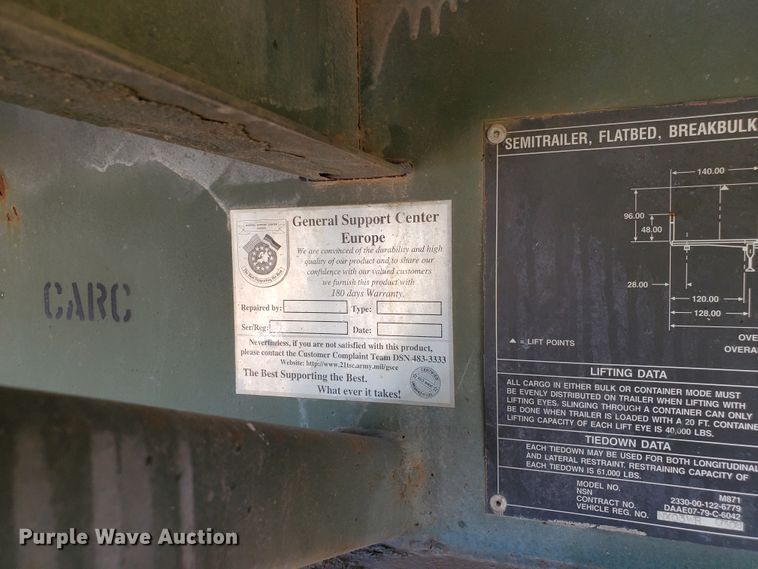 CARC
General Support Center
Europe
We are convinced of the durability and high
quality of our product and to share our
confidence with our valued customers
we furnish this product with
180 days Warranty.
Repaired by:
Type:
Ser/Reg:
Date:
Nevertheless, if you are not satisfied with this product,
please contact the Customer Complaint Team DSN 483-3333
Website: http://www.21tsc.army.mil/gsce
The Best Supporting the Best.
What ever it takes!
SEMITRAILER, FLATBED, BREAKBULK
140.00
96.00
48.00
28.00
120.00
128.00
OVE
OVERA
▲ = LIFT POINTS
LIFTING DATA
ALL CARGO IN EITHER BULK OR CONTAINER MODE MUST
BE EVENLY DISTRIBUTED ON TRAILER WHEN LIFTING WITH
LIFTING EYES. SLINGING THROUGH A CONTAINER CAN ONLY
BE DONE WHEN TRAILER IS LOADED WITH A 20 FT. CONTAINE
LIFTING CAPACITY OF EACH LIFT EYE IS 40,000 LBS.
TIEDOWN DATA
EACH TIEDOWN MAY BE USED FOR BOTH LONGITUDINAL
AND LATERAL RESTRAINT. RESTRAINING CAPACITY OF
EACH TIEDOWN IS 61,000 LBS.
MODEL NO. M871
NSN 2330-00-122-6779
CONTRACT NO. DAAE07-79-C-6042
VEHICLE REG. NO.
Purple Wave Auction